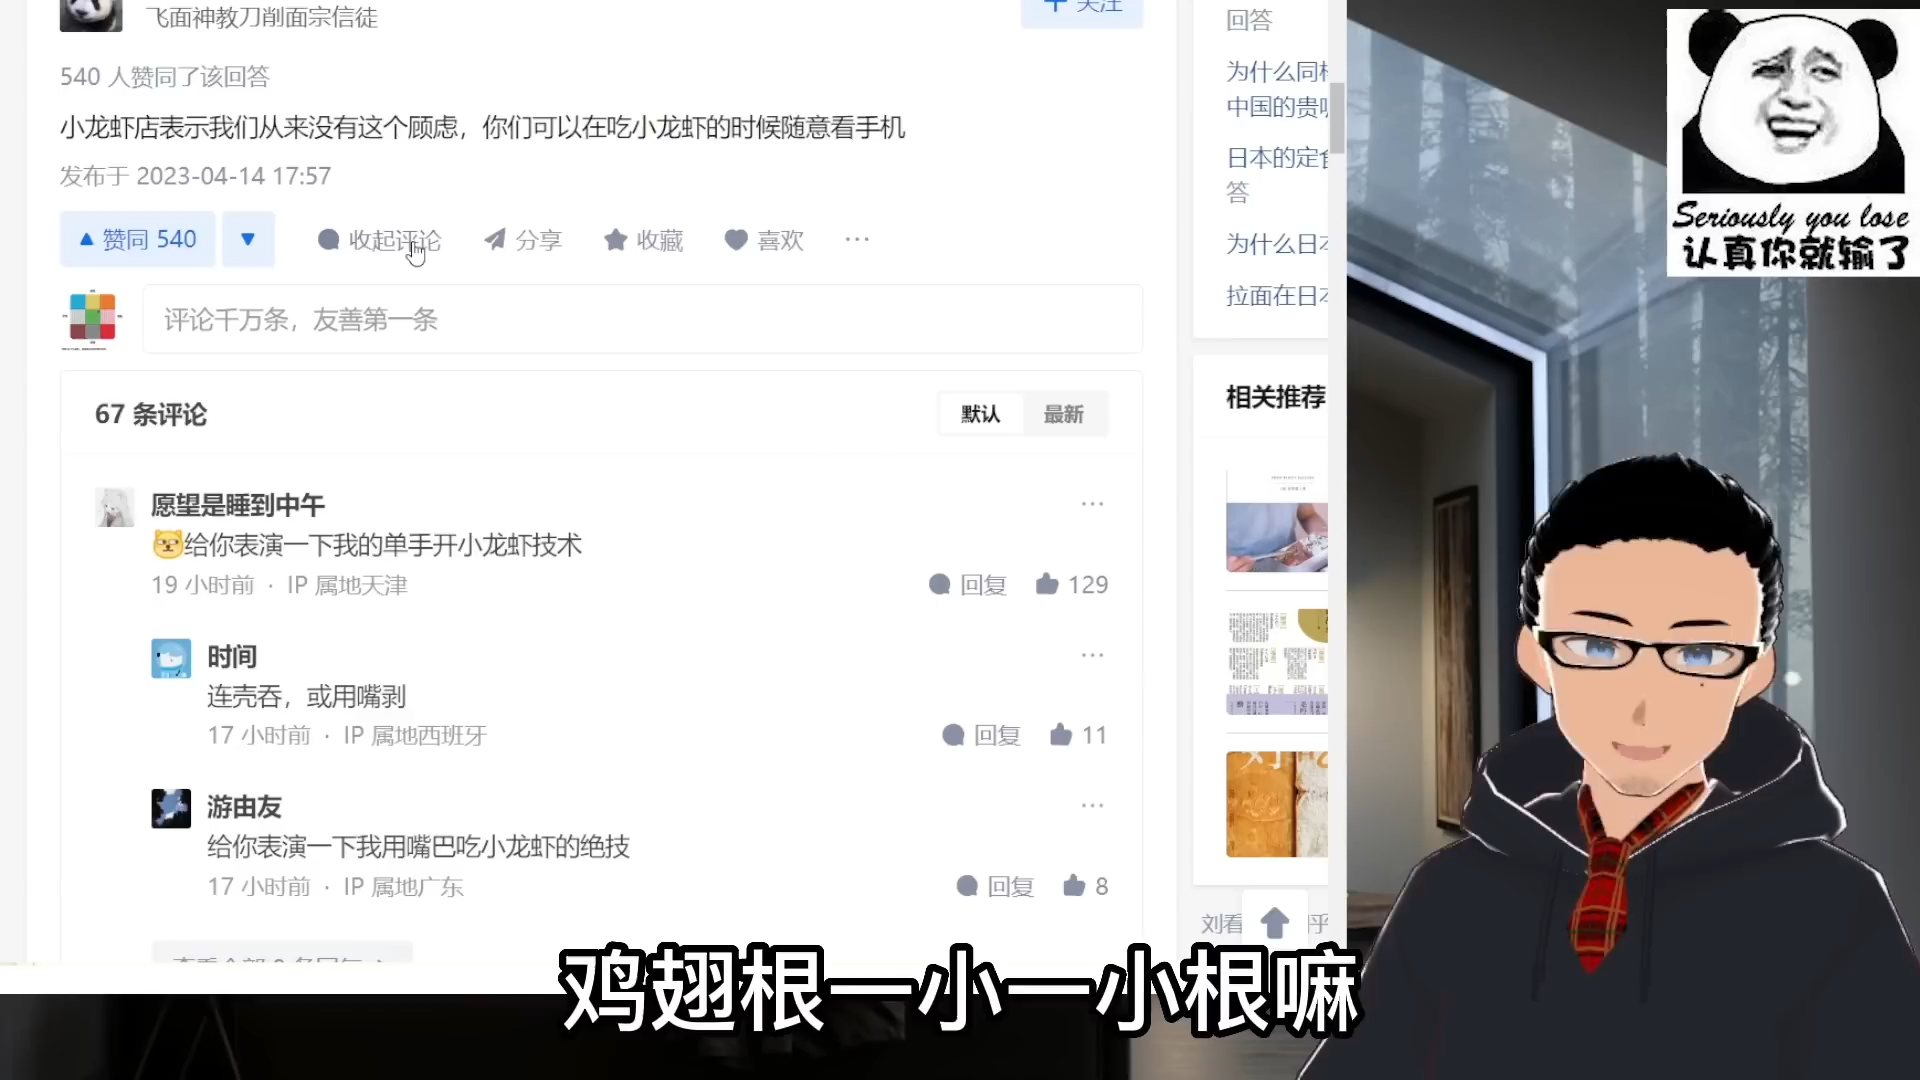 飞面神教刀削面宗信徒
关注
540 人赞同了该回答
小龙虾店表示我们从来没有这个顾虑，你们可以在吃小龙虾的时候随意看手机
发布于 2023-04-14 17:57
赞同 540
收起评论
分享
收藏
喜欢
评论千万条，友善第一条
67 条评论
默认
最新
愿望是睡到中午
给你表演一下我的单手开小龙虾技术
19 小时前 · IP 属地天津
回复
129
时间
连壳吞，或用嘴剥
17 小时前 · IP 属地西班牙
回复
11
游由友
给你表演一下我用嘴巴吃小龙虾的绝技
17 小时前 · IP 属地广东
回复
8
回答
为什么同
中国的贵
日本的定
答
为什么日
拉面在日
相关推荐
刘看
乎
Seriously you lose
认真你就输了
鸡翅根一小一小根嘛